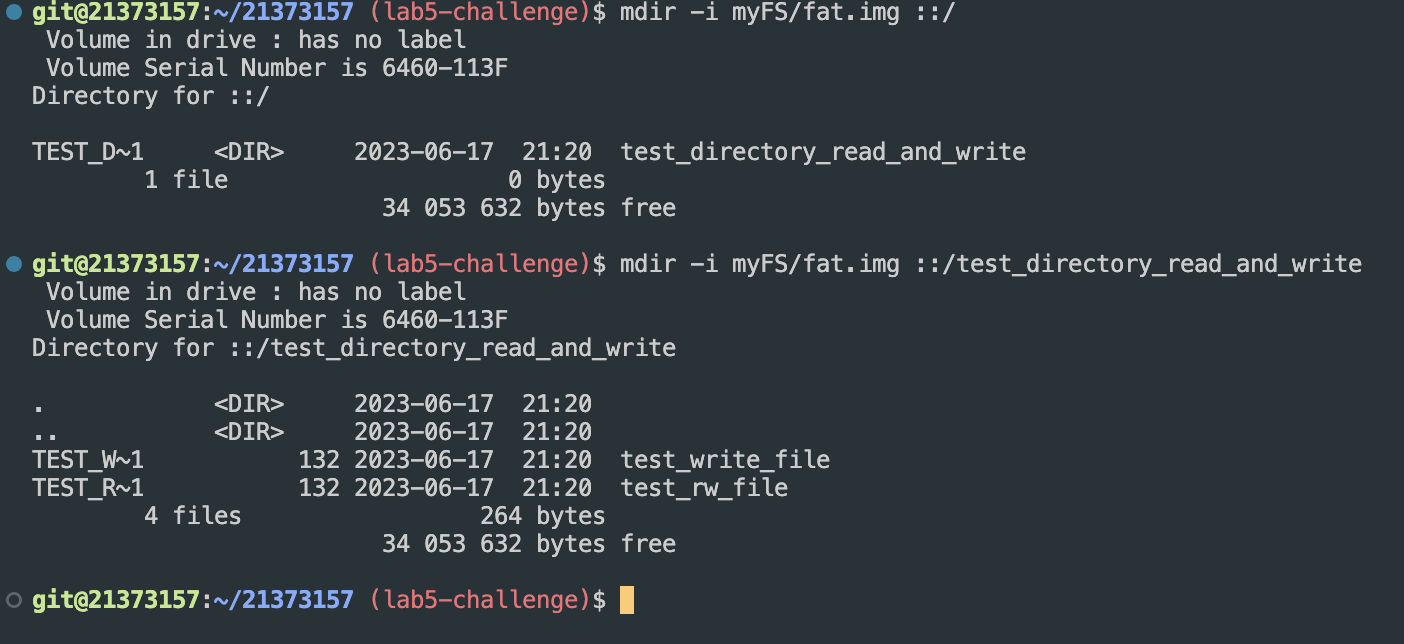 git@21373157:~/21373157 (lab5-challenge)$ mdir -i myFS/fat.img ::/
 Volume in drive : has no label
 Volume Serial Number is 6460-113F
Directory for ::/

TEST_D~1     <DIR>     2023-06-17  21:20  test_directory_read_and_write
        1 file                    0 bytes
                         34 053 632 bytes free

git@21373157:~/21373157 (lab5-challenge)$ mdir -i myFS/fat.img ::/test_directory_read_and_write
 Volume in drive : has no label
 Volume Serial Number is 6460-113F
Directory for ::/test_directory_read_and_write

.            <DIR>     2023-06-17  21:20
..           <DIR>     2023-06-17  21:20
TEST_W~1           132 2023-06-17  21:20  test_write_file
TEST_R~1           132 2023-06-17  21:20  test_rw_file
        4 files                 264 bytes
                         34 053 632 bytes free

git@21373157:~/21373157 (lab5-challenge)$